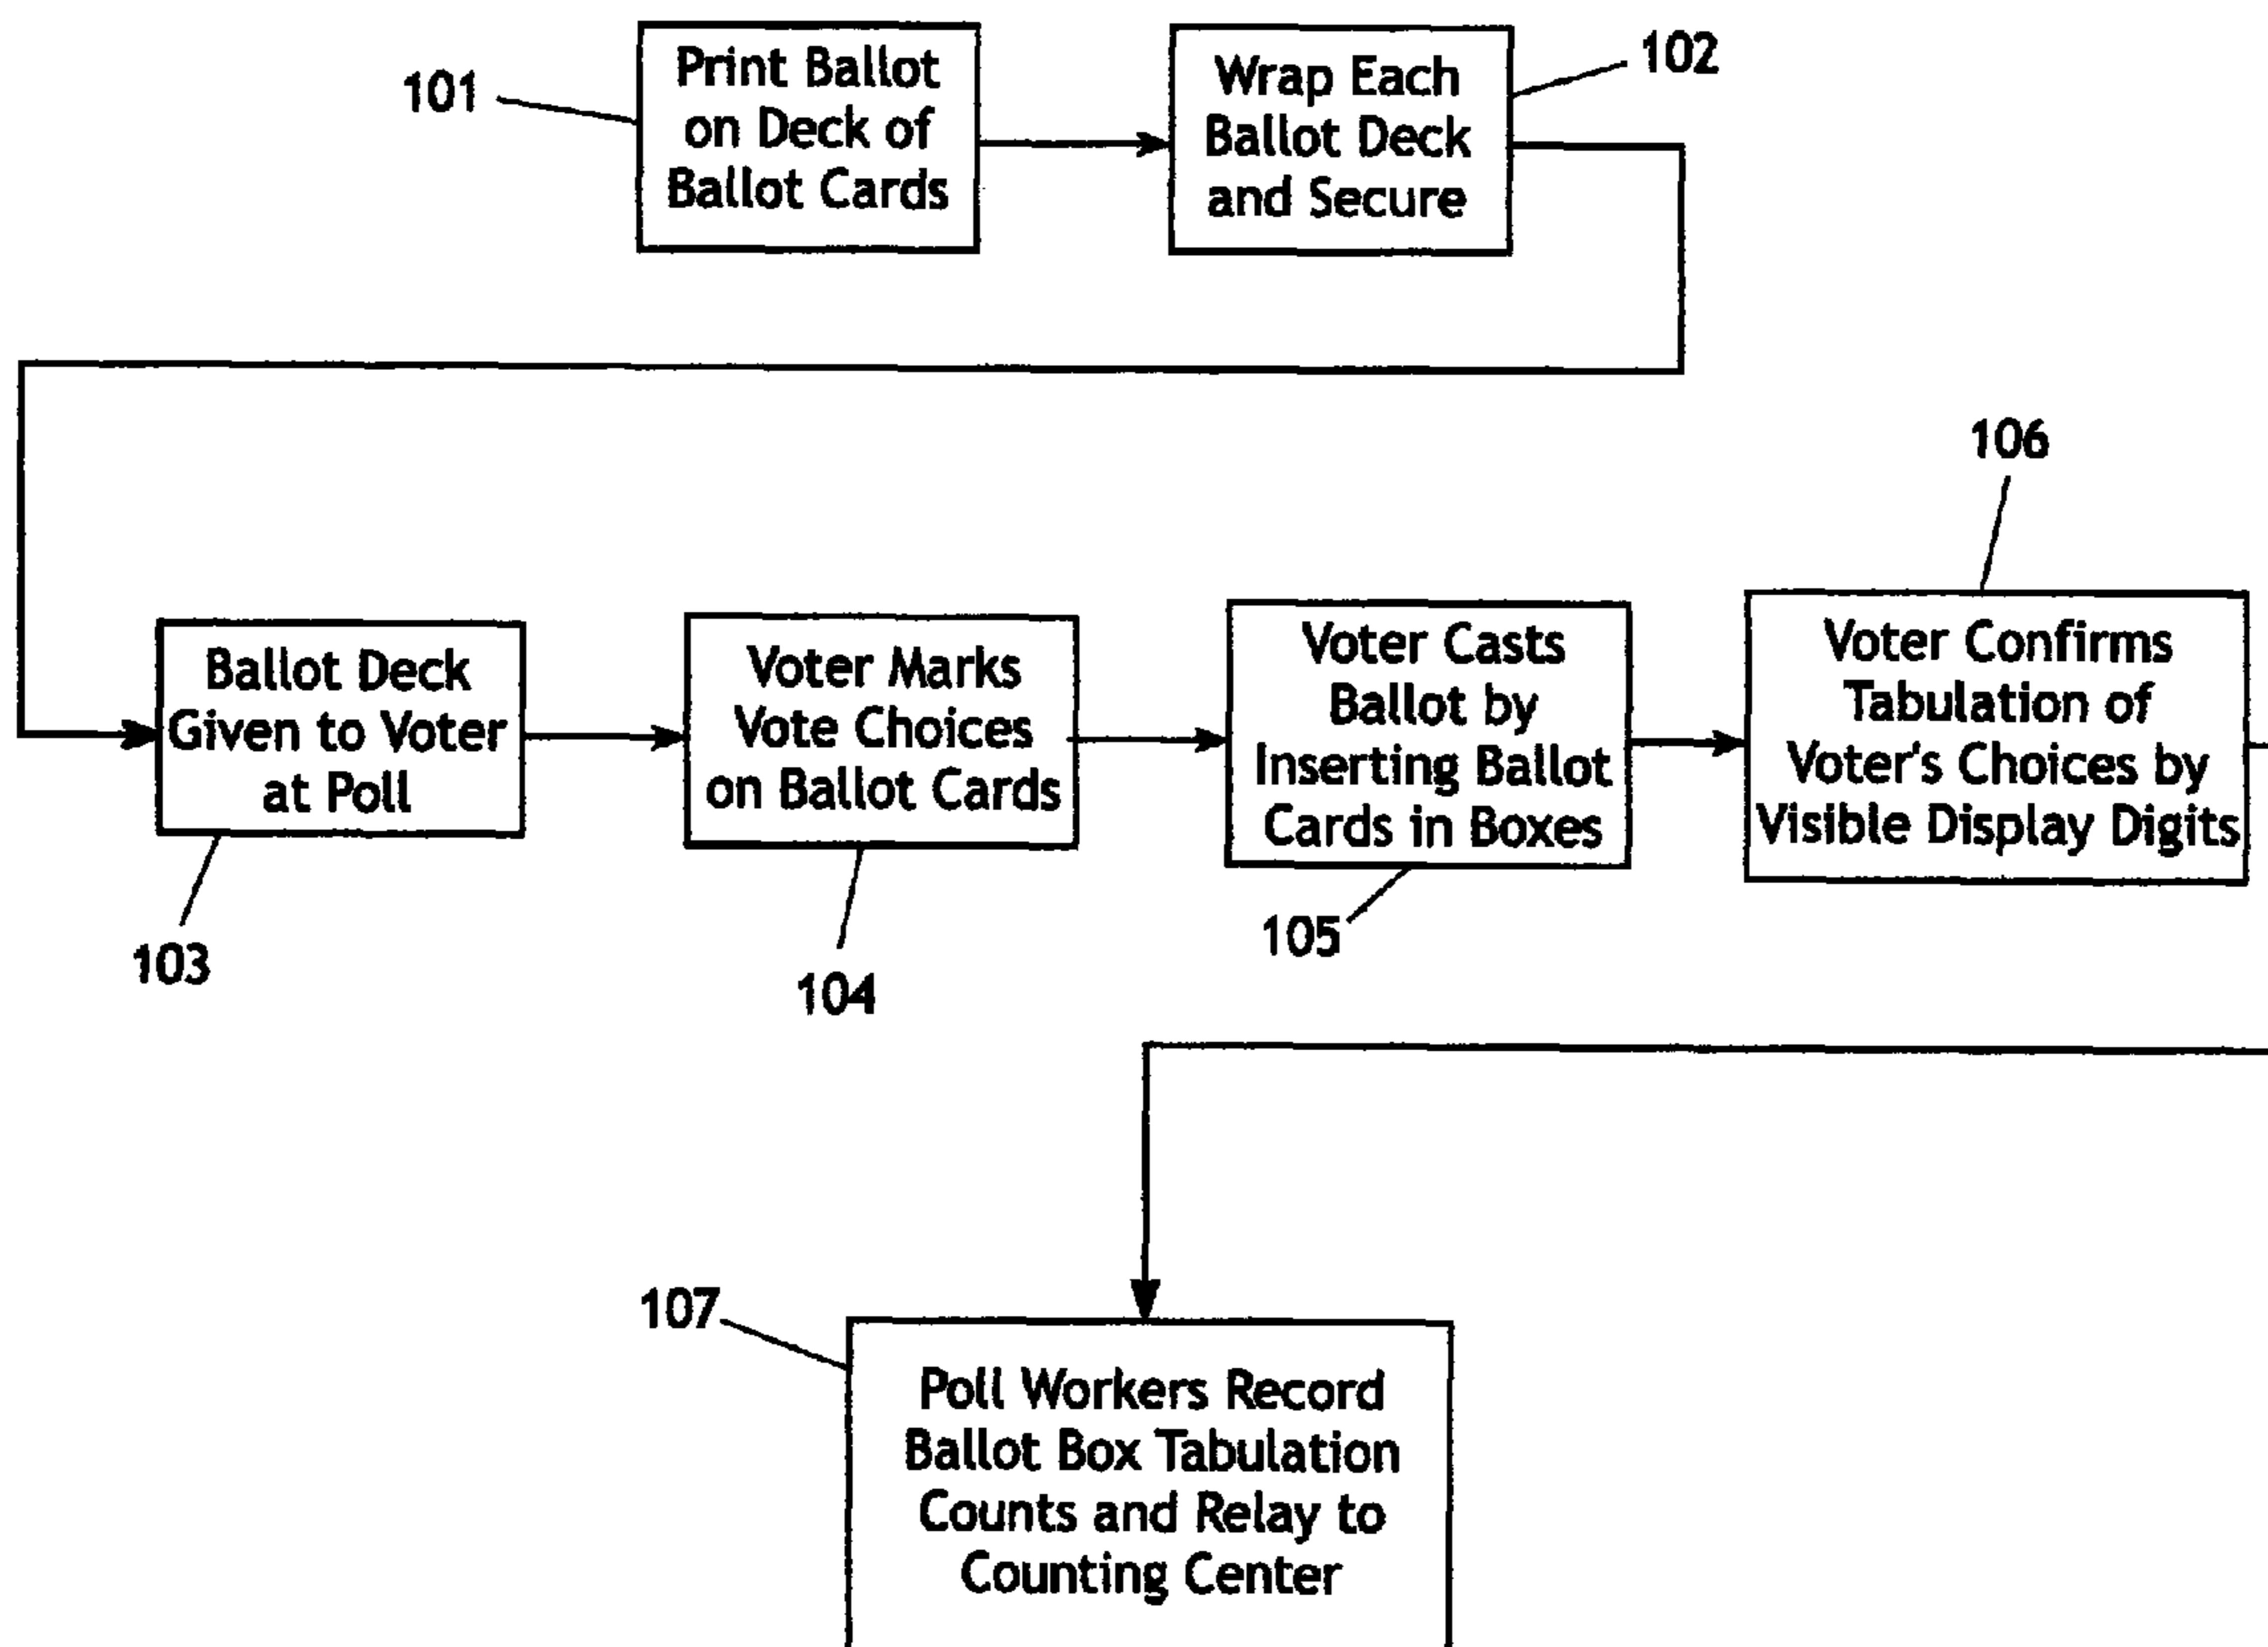 101
Print Ballot
on Deck of
Ballot Cards
Wrap Each
Ballot Deck
and Secure
102
106
Ballot Deck
Given to Voter
at Poll
103
Voter Marks
Vote Choices
on Ballot Cards
104
Voter Casts
Ballot by
Inserting Ballot
Cards in Boxes
105
Voter Confirms
Tabulation of
Voter's Choices by
Visible Display Digits
107
Poll Workers Record
Ballot Box Tabulation
Counts and Relay to
Counting Center